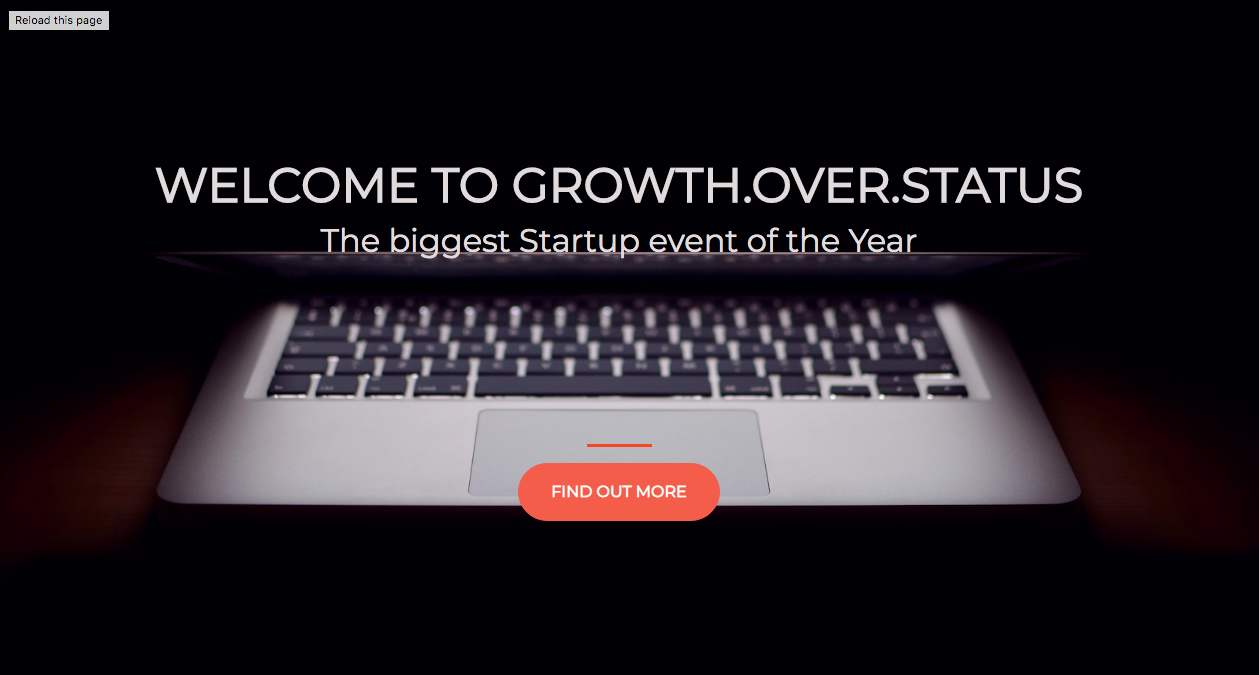 Reload this page
WELCOME TO GROWTH.OVER.STATUS
The biggest Startup event of the Year
FIND OUT MORE